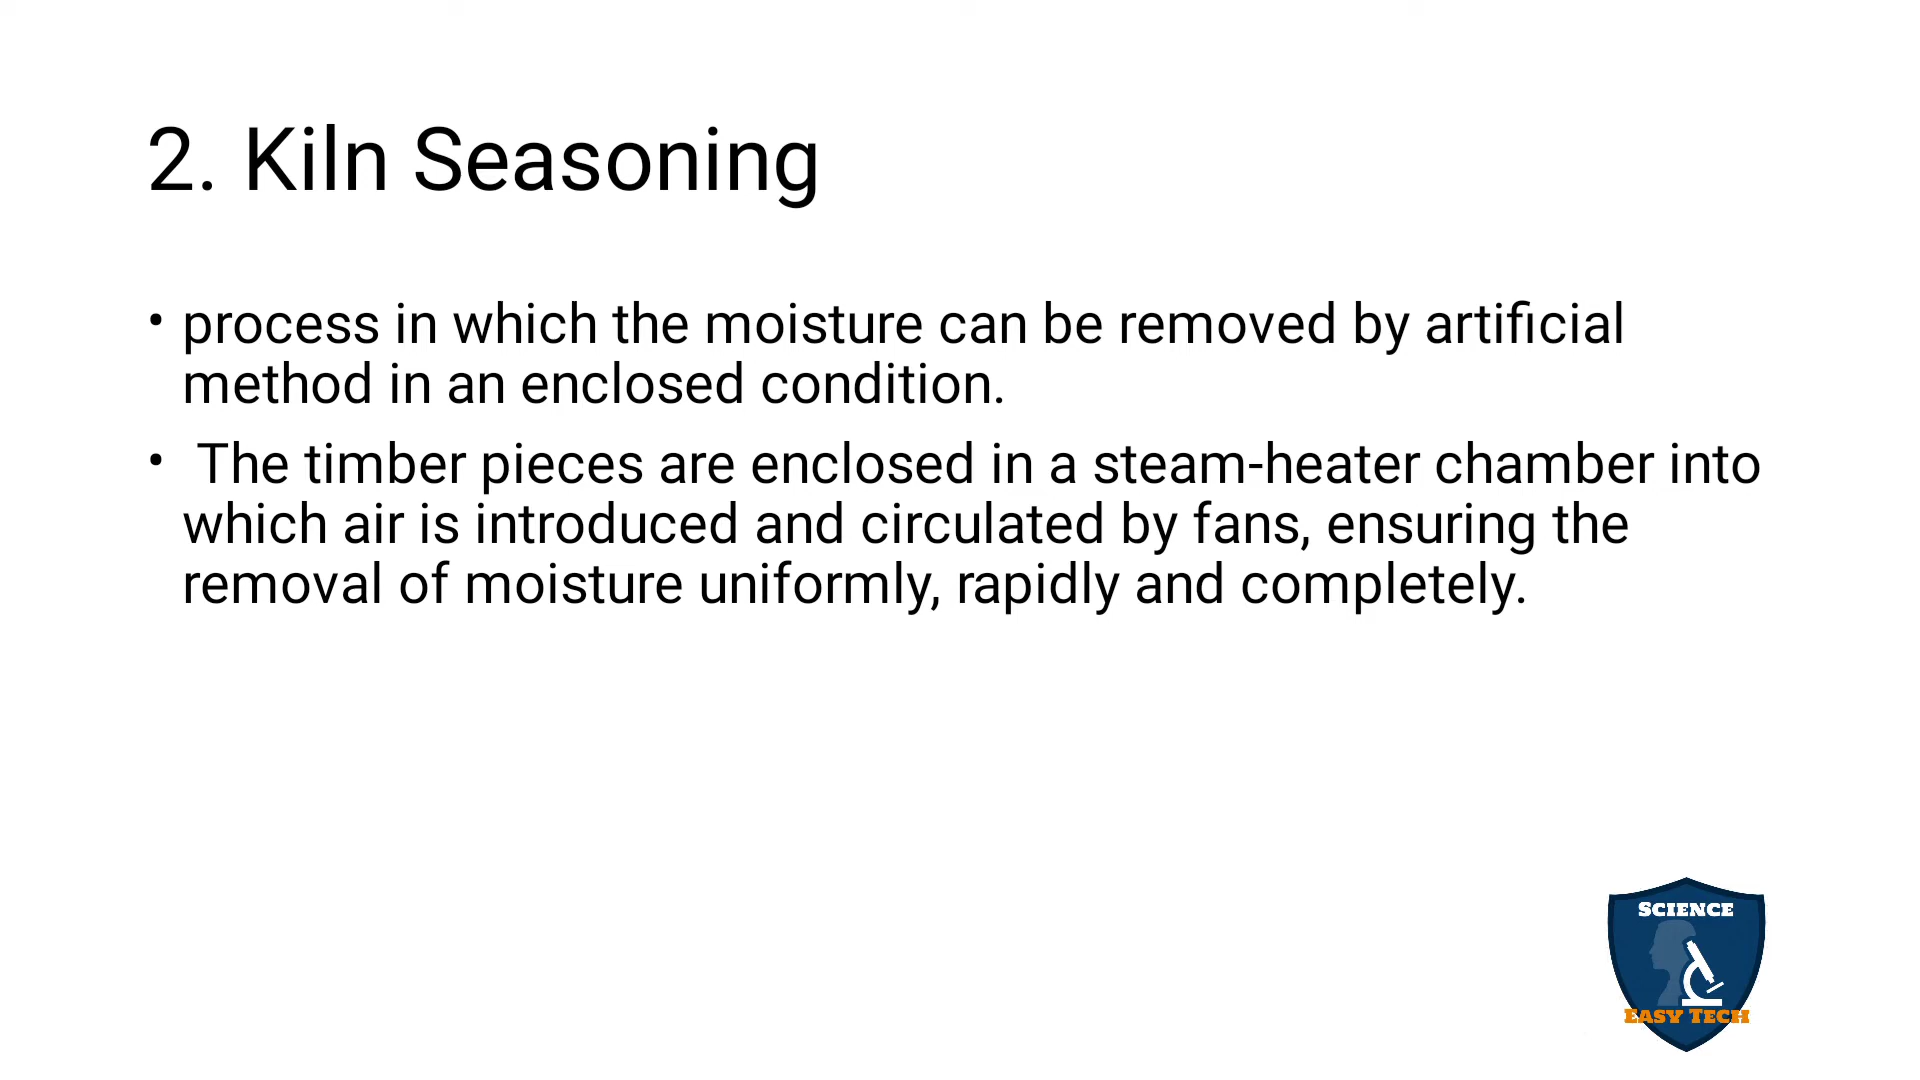 2. Kiln Seasoning
• process in which the moisture can be removed by artificial
method in an enclosed condition.
• The timber pieces are enclosed in a steam-heater chamber into
which air is introduced and circulated by fans, ensuring the
removal of moisture uniformly, rapidly and completely.
SCIENCE
EASY TECH